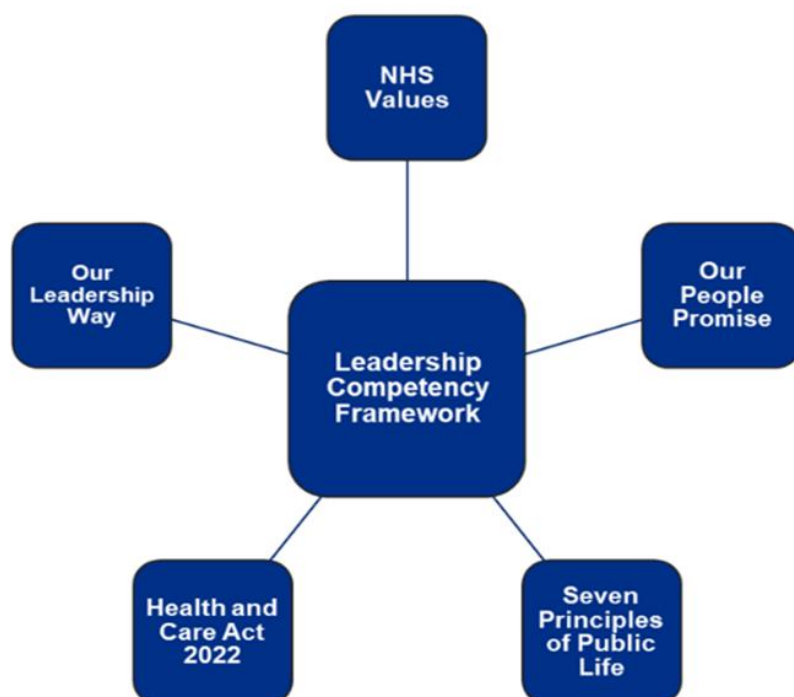 NHS
Values
Our
Leadership
Way
Our
People
Promise
Leadership
Competency
Framework
Health and
Care Act
2022
Seven
Principles
of Public
Life